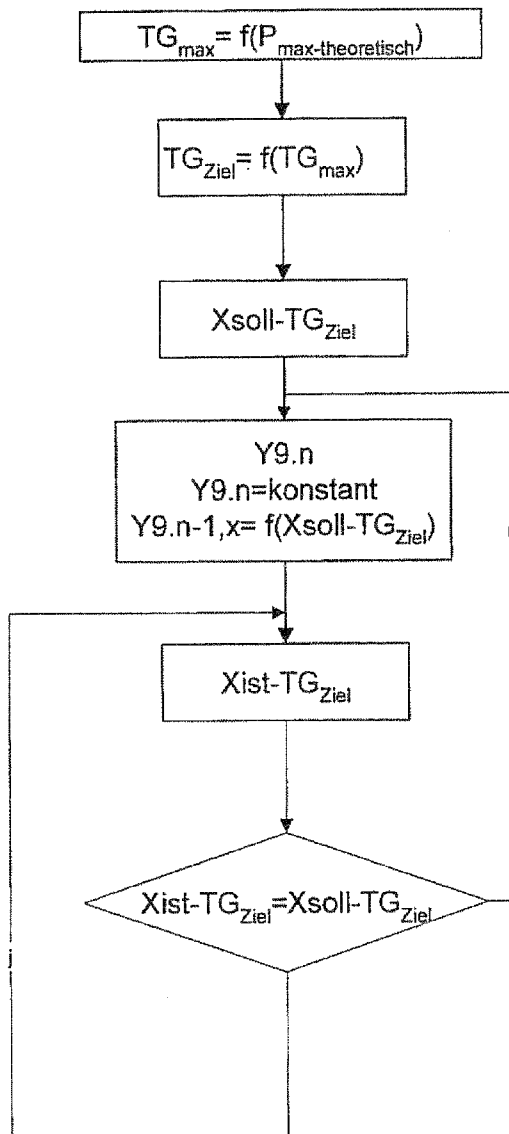 TGmax= f(Pmax-theoretisch)
TGZiel= f(TGmax)
Xsoll-TGZiel
Y9.n
Y9.n=konstant
Y9.n-1,x= f(Xsoll-TGZiel)
Xist-TGZiel
Xist-TGZiel=Xsoll-TGZiel